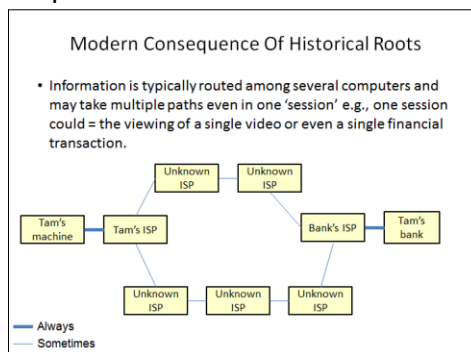 Modern Consequence Of Historical Roots
• Information is typically routed among several computers and
may take multiple paths even in one ‘session’ e.g., one session
could = the viewing of a single video or even a single financial
transaction.
Unknown
ISP
Unknown
ISP
Tam's
machine
Tam's ISP
Bank's ISP
Tam's
bank
Unknown
ISP
Unknown
ISP
Unknown
ISP
Always
Sometimes